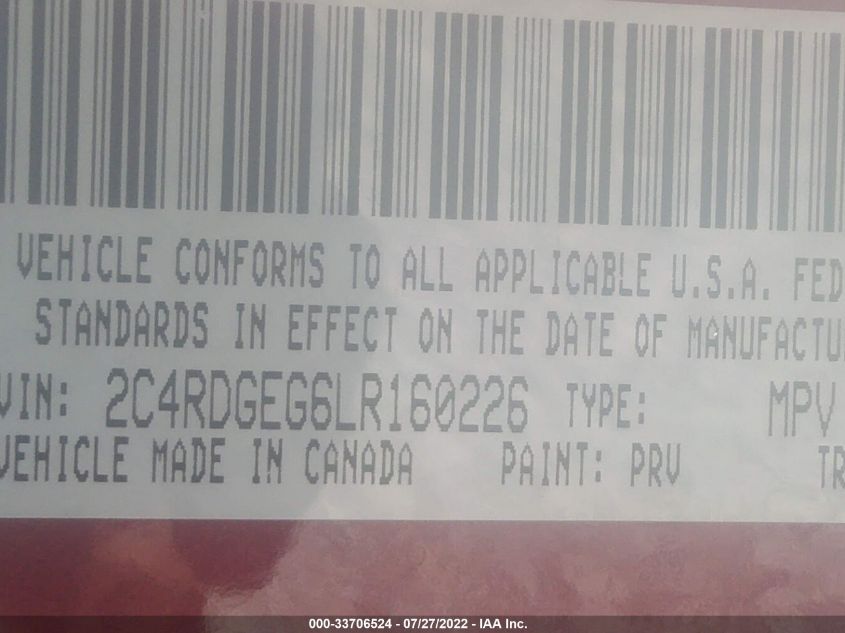 VEHICLE CONFORMS TO ALL APPLICABLE U.S.A. FED
STANDARDS IN EFFECT ON THE DATE OF MANUFACTU
VIN: 2C4RDGEG6LR160226 TYPE: MPV
VEHICLE MADE IN CANADA PAINT: PRV TR
000-33706524 - 07/27/2022 - IAA Inc.